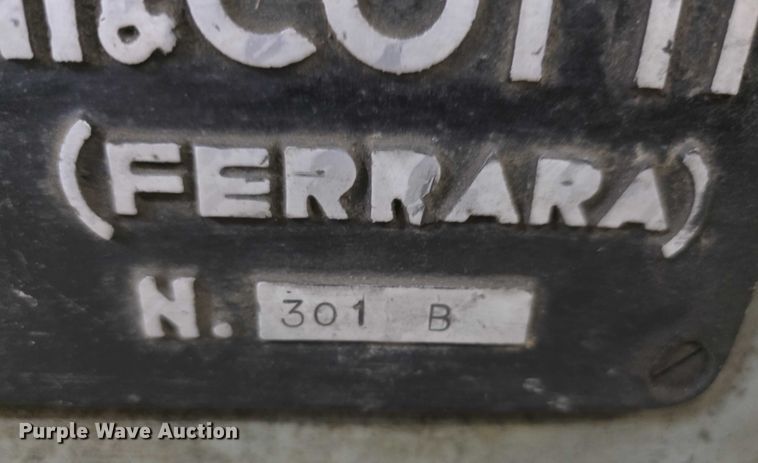 (FERRARA)
N. 301 B
Purple Wave Auction